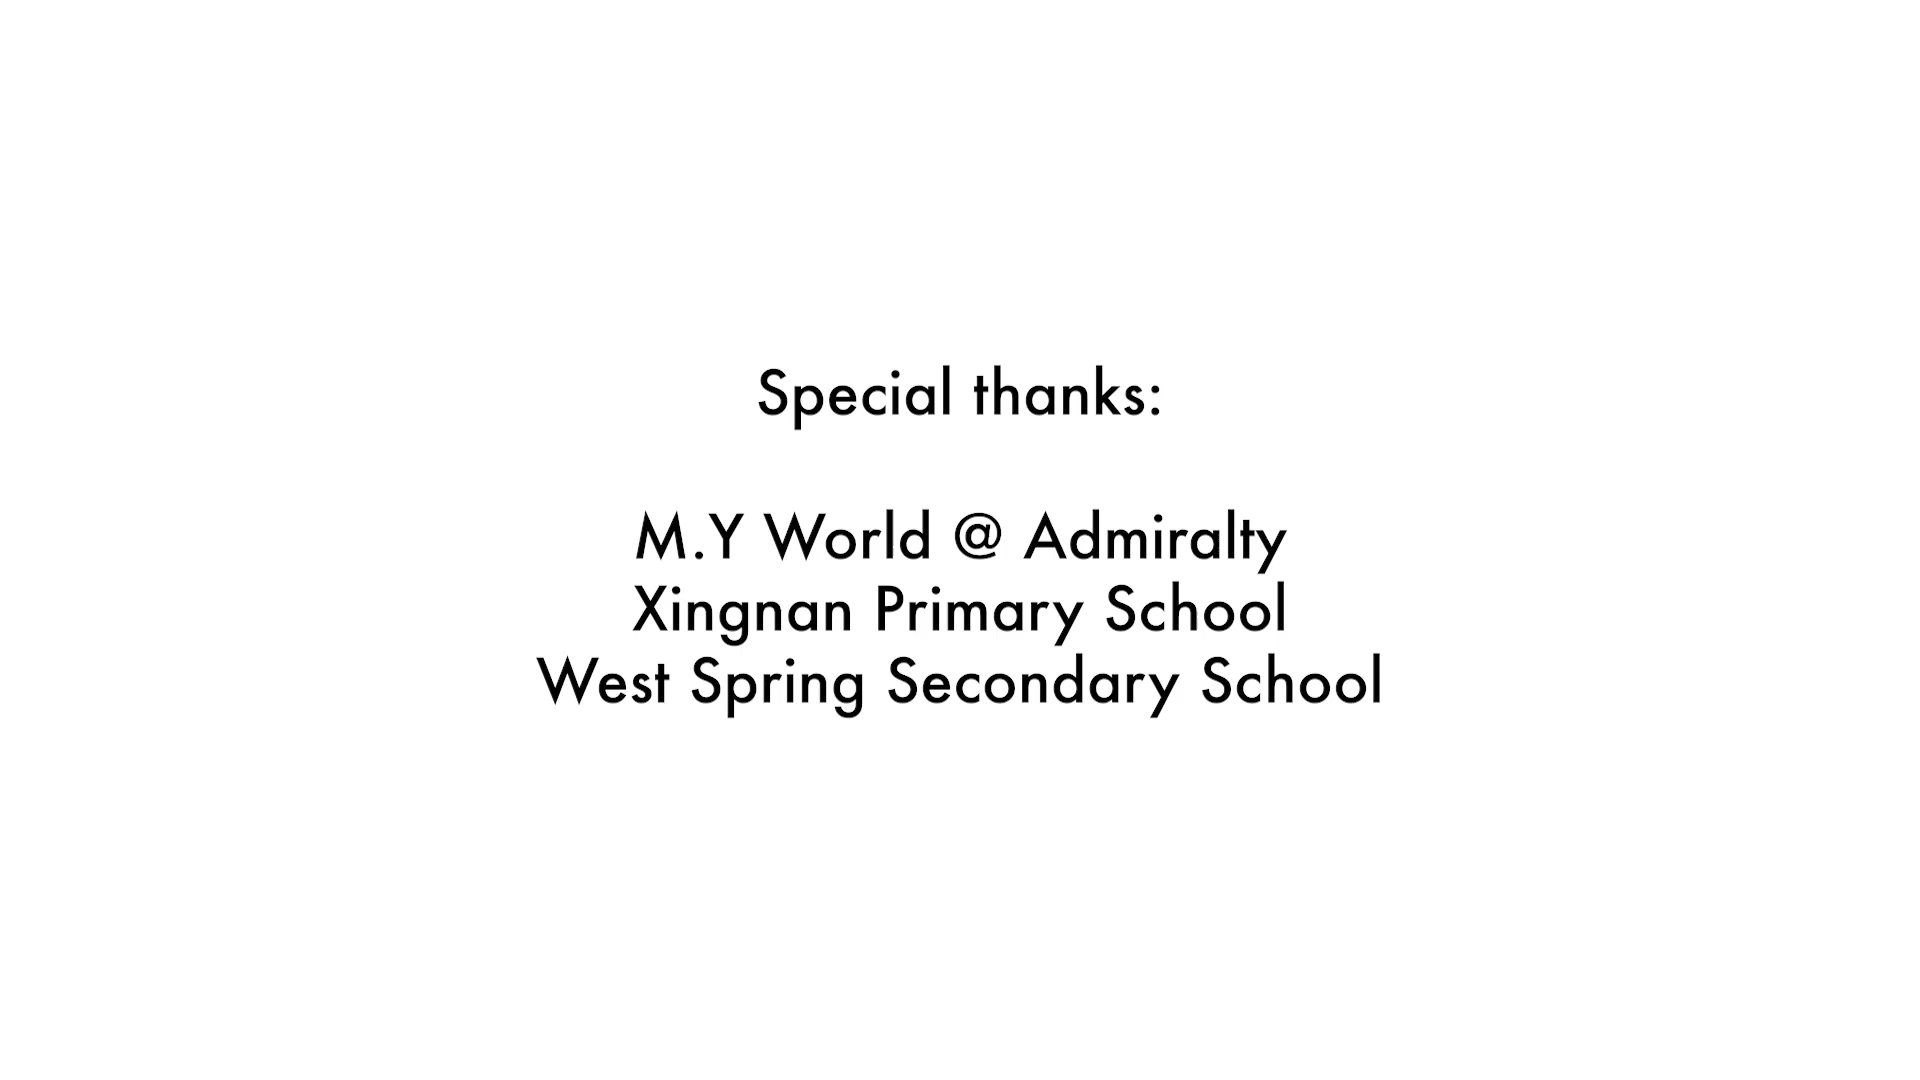 Special thanks:
M.Y World @ Admiralty
Xingnan Primary School
West Spring Secondary School